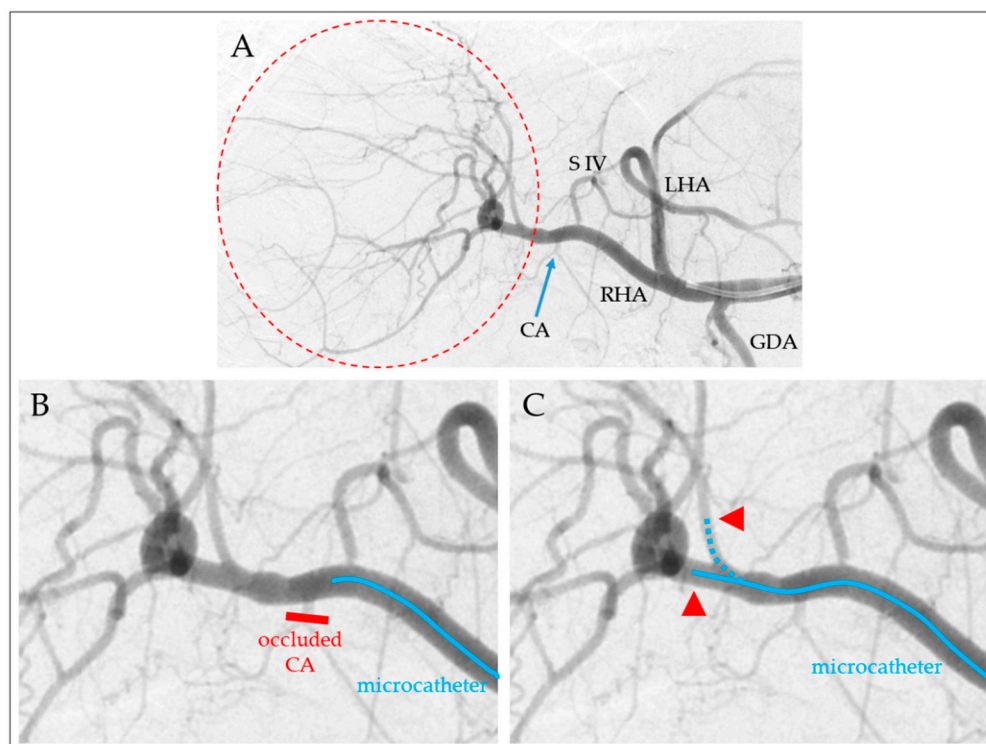 A
S IV
LHA
RHA
CA
GDA
B
occluded
CA
microcatheter
C
microcatheter